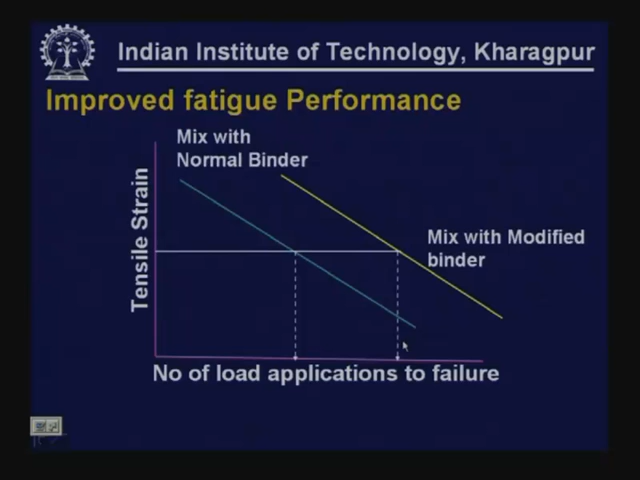 Indian Institute of Technology, Kharagpur
Improved fatigue Performance
Mix with
Normal Binder
Mix with Modified
binder
Tensile Strain
No of load applications to failure